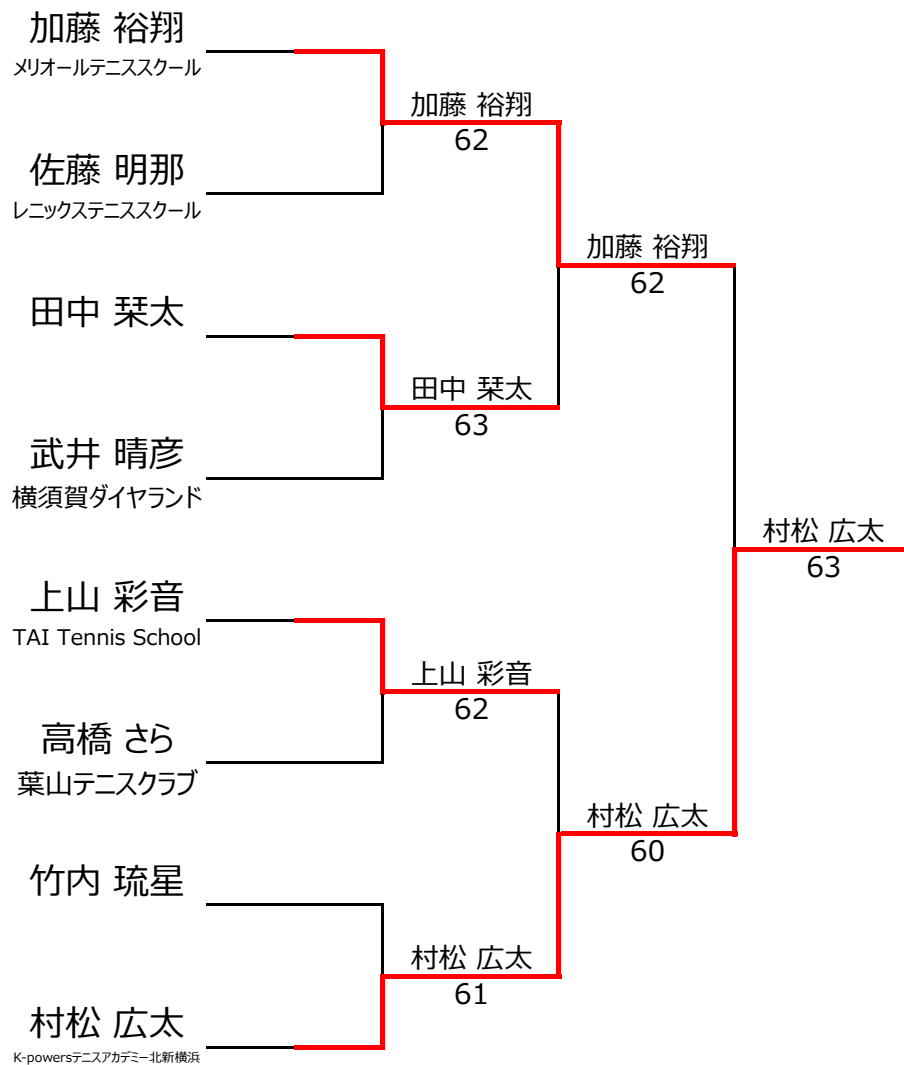 加藤 裕翔
メリオールテニススクール
加藤 裕翔
62
佐藤 明那
レニックステニススクール
加藤 裕翔
62
田中 栞太
田中 栞太
63
武井 晴彦
横須賀ダイヤランド
村松 広太
63
上山 彩音
TAI Tennis School
上山 彩音
62
高橋 さら
葉山テニスクラブ
村松 広太
60
竹内 琉星
村松 広太
61
村松 広太
K-powersテニスアカデミー北新横浜